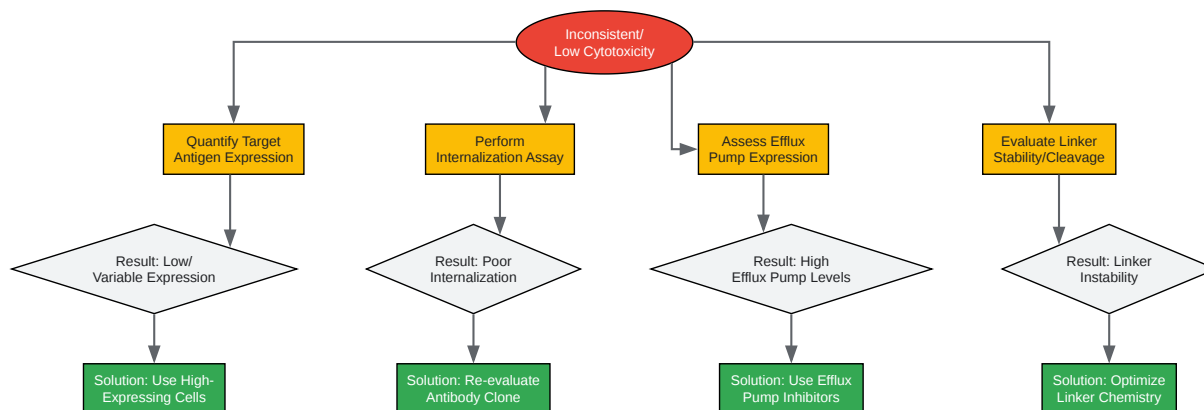 Inconsistent/
Low Cytotoxicity
Quantify Target
Antigen Expression
Perform
Internalization Assay
Assess Efflux
Pump Expression
Evaluate Linker
Stability/Cleavage
Result: Low/
Variable Expression
Result: Poor
Internalization
Result: High
Efflux Pump Levels
Result: Linker
Instability
Solution: Use High-
Expressing Cells
Solution: Re-evaluate
Antibody Clone
Solution: Use Efflux
Pump Inhibitors
Solution: Optimize
Linker Chemistry